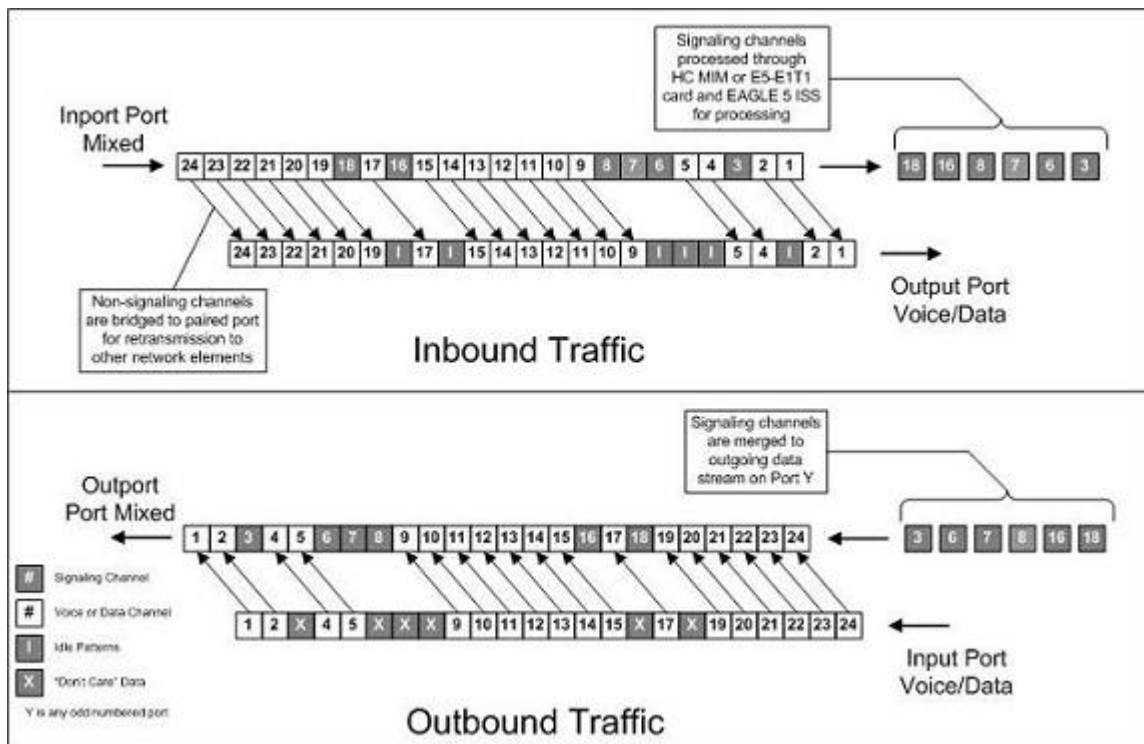 Signaling channels
processed through
HC MIM or E5-E1T1
card and EAGLE 5 ISS
for processing
Inport Port
Mixed
24 23 22 21 20 19 18 17 16 15 14 13 12 11 10 9 8 7 6 5 4 3 2 1
18 16 8 7 6 3
24 23 22 21 20 19 I 17 I 15 14 13 12 11 10 9 I I I 5 4 I 2 1
Non-signaling channels
are bridged to paired port
for retransmission to
other network elements
Output Port
Voice/Data
Inbound Traffic
Signaling channels
are merged to
outgoing data
stream on Port Y
Outport
Port Mixed
1 2 3 4 5 6 7 8 9 10 11 12 13 14 15 16 17 18 19 20 21 22 23 24
3 6 7 8 16 18
# Signaling Channel
# Voice or Data Channel
I Idle Patterns
X "Don't Care" Data
Y is any odd-numbered port
1 2 X 4 5 X X X 9 10 11 12 13 14 15 X 17 X 19 20 21 22 23 24
Input Port
Voice/Data
Outbound Traffic